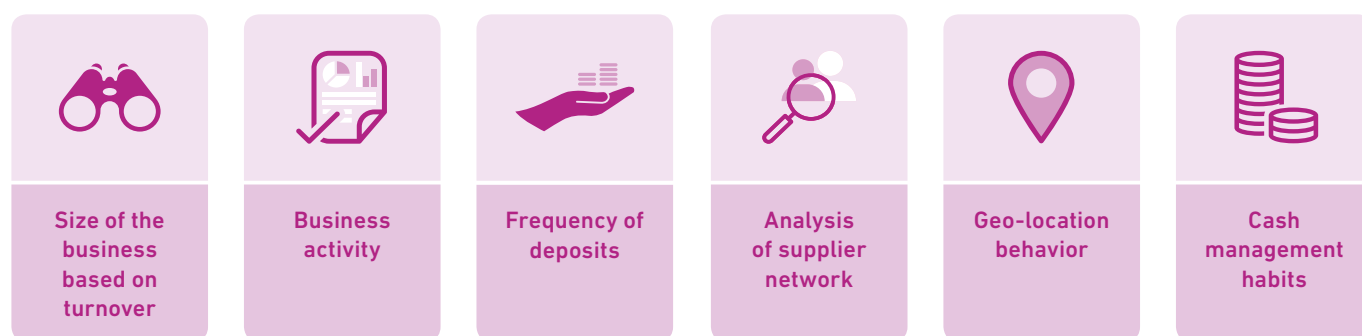 Size of the
business
based on
turnover
Business
activity
Frequency of
deposits
Analysis
of supplier
network
Geo-location
behavior
Cash
management
habits